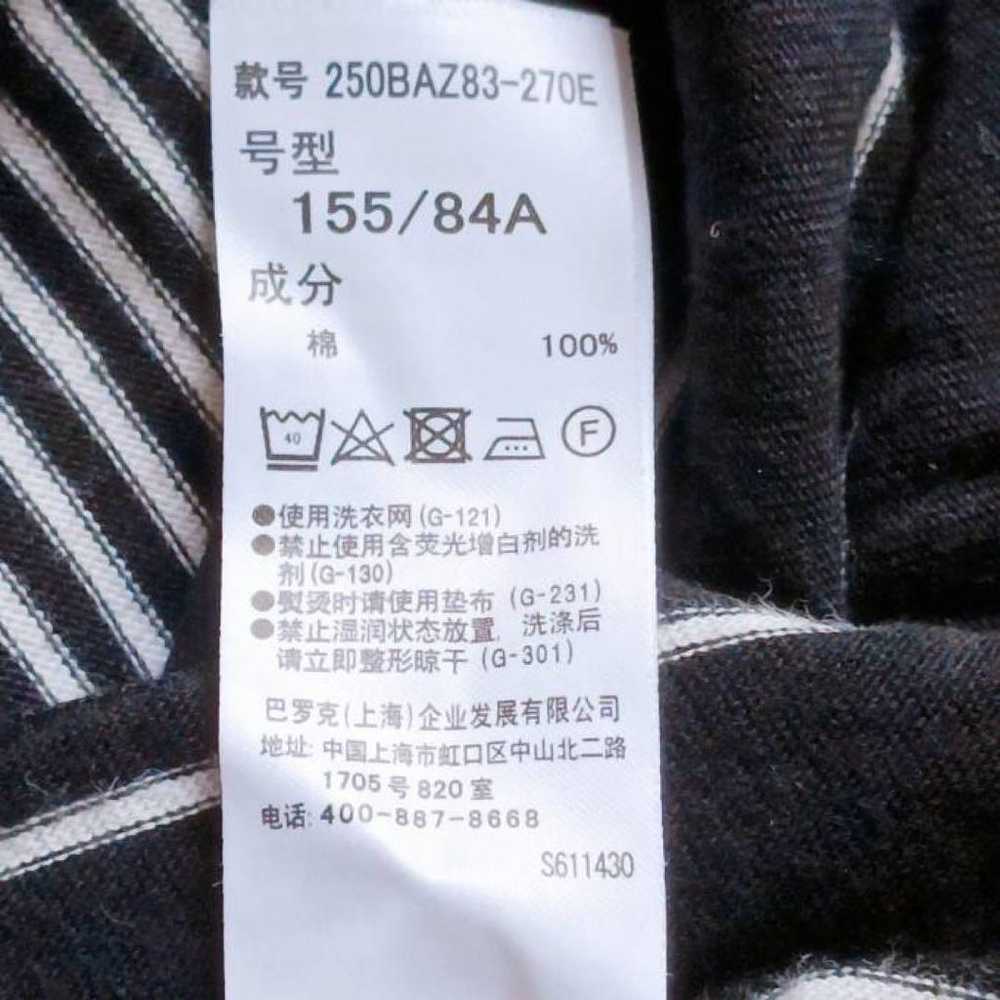 款号 250BAZ83-270E
号型
155/84A
成分
棉 100%
40 F
●使用洗衣网(G-121)
●禁止使用含荧光增白剂的洗
剂(G-130)
●熨烫时请使用垫布 (G-231)
●禁止湿润状态放置, 洗涤后
请立即整形晾干 (G-301)
巴罗克(上海)企业发展有限公司
地址: 中国上海市虹口区中山北二路
1705号820室
电话: 400-887-8668
S611430